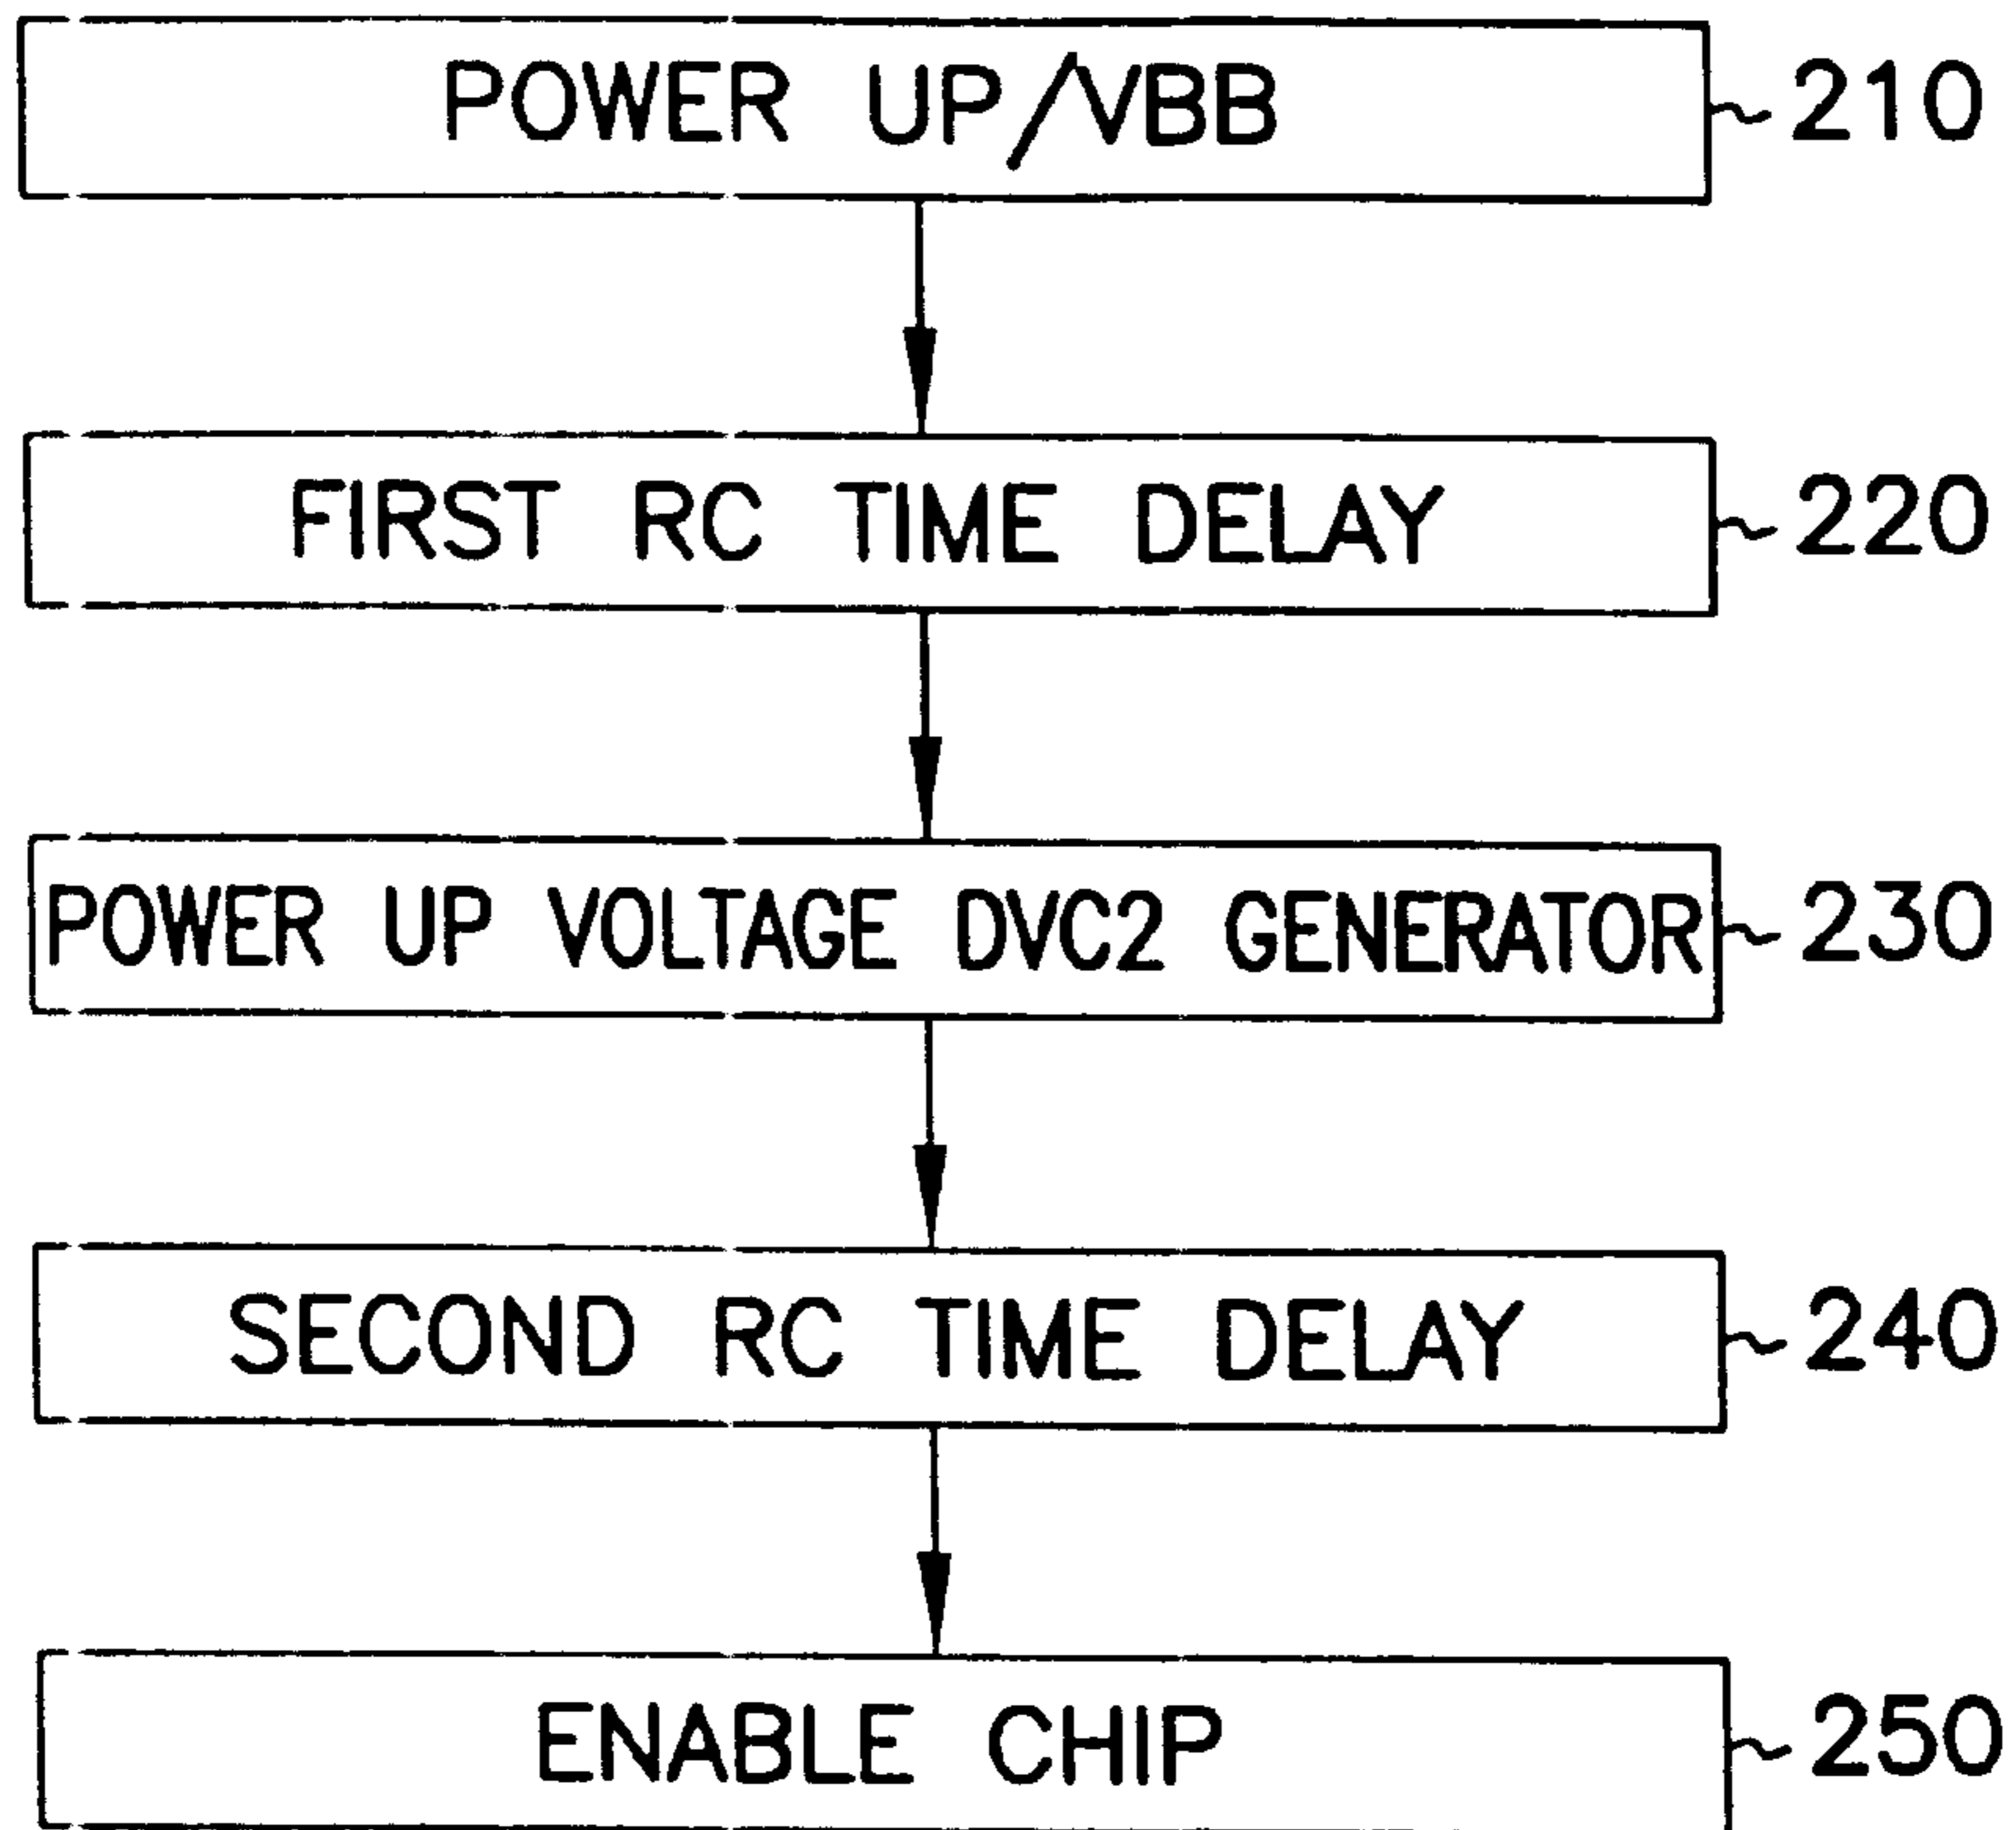 POWER UP/VBB 210
FIRST RC TIME DELAY 220
POWER UP VOLTAGE DVC2 GENERATOR 230
SECOND RC TIME DELAY 240
ENABLE CHIP 250